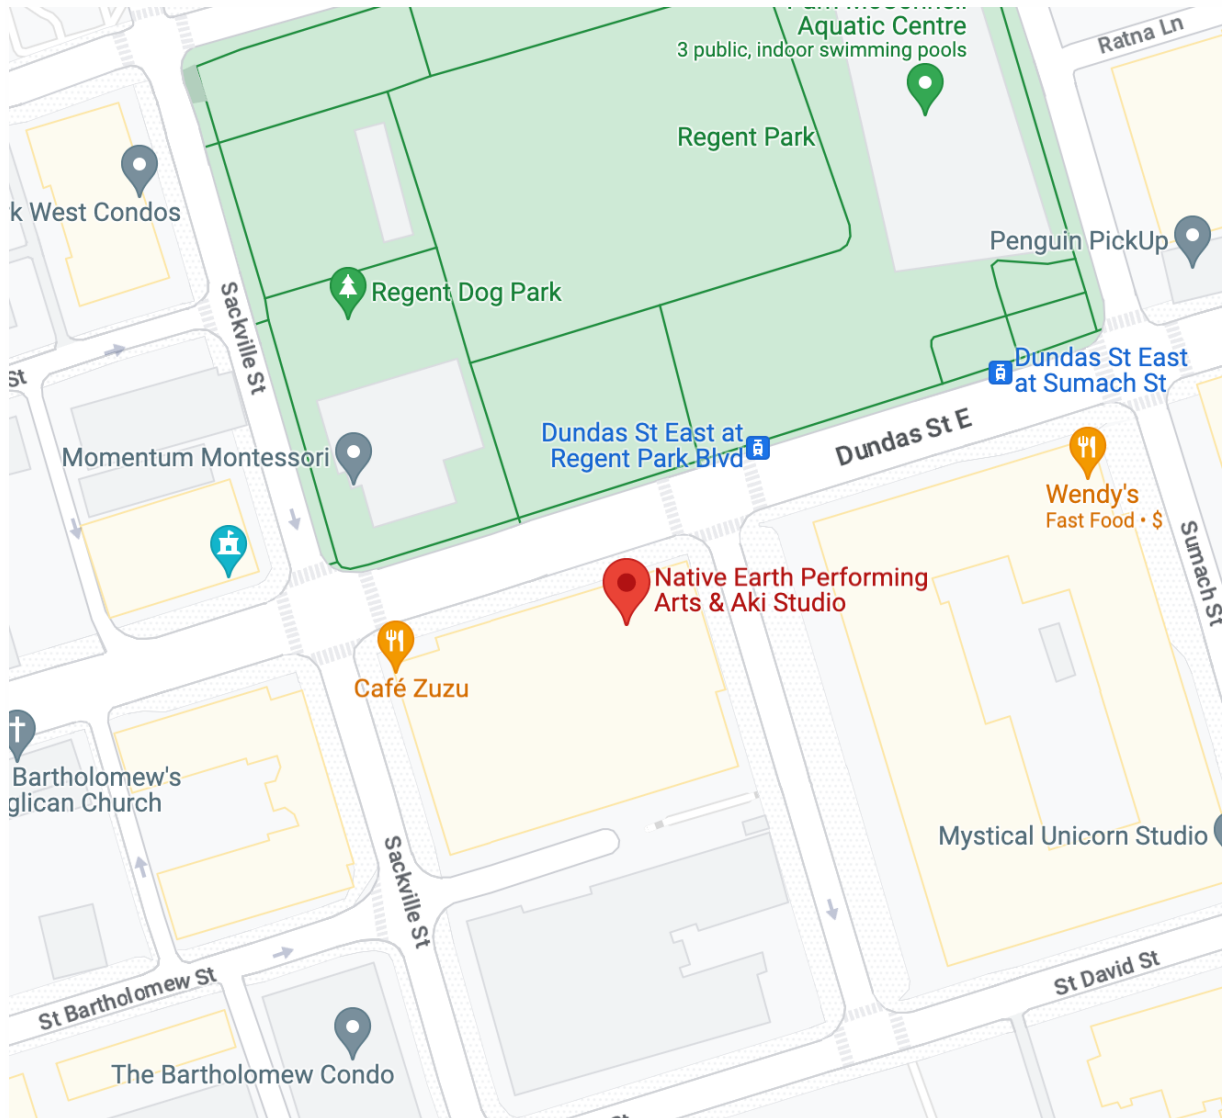 Aquatic Centre
3 public, indoor swimming pools
Ratna Ln
Regent Park
k West Condos
Penguin PickUp
Sackville St
Regent Dog Park
St
Dundas St East
at Sumach St
Dundas St E
Dundas St East at
Regent Park Blvd
Momentum Montessori
Wendy's
Fast Food • $
Sumach St
Native Earth Performing
Arts & Aki Studio
Café Zuzu
Bartholomew's
glican Church
Mystical Unicorn Studio
Sackville St
St David St
St Bartholomew St
The Bartholomew Condo